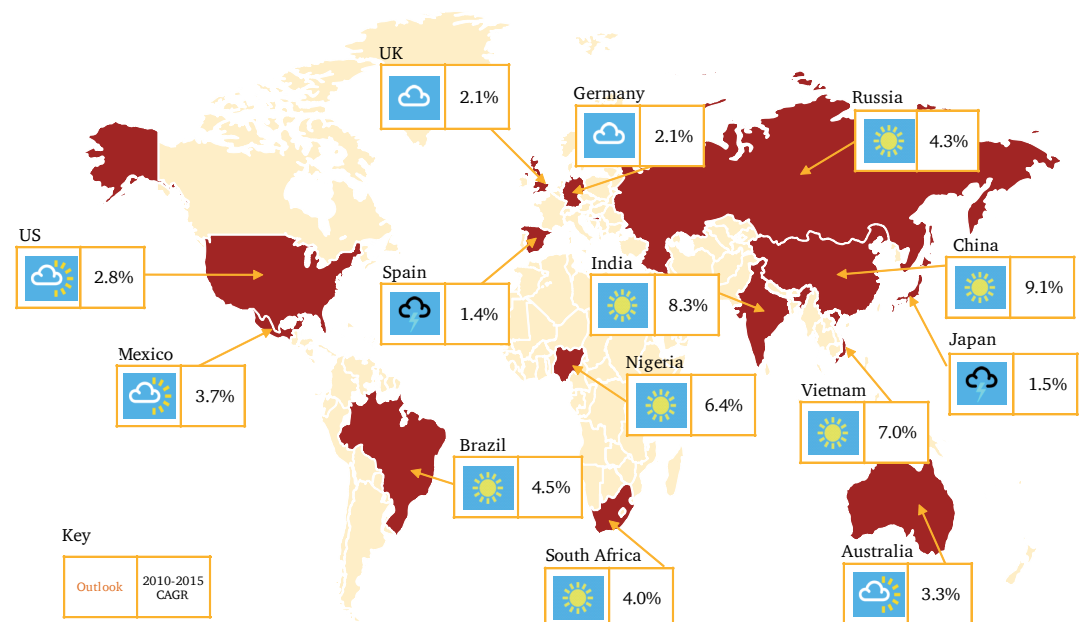 UK
2.1%
Germany
2.1%
Russia
4.3%
US
2.8%
Spain
1.4%
India
8.3%
China
9.1%
Mexico
3.7%
Nigeria
6.4%
Japan
1.5%
Vietnam
7.0%
Brazil
4.5%
South Africa
4.0%
Australia
3.3%
Key
Outlook
2010-2015
CAGR